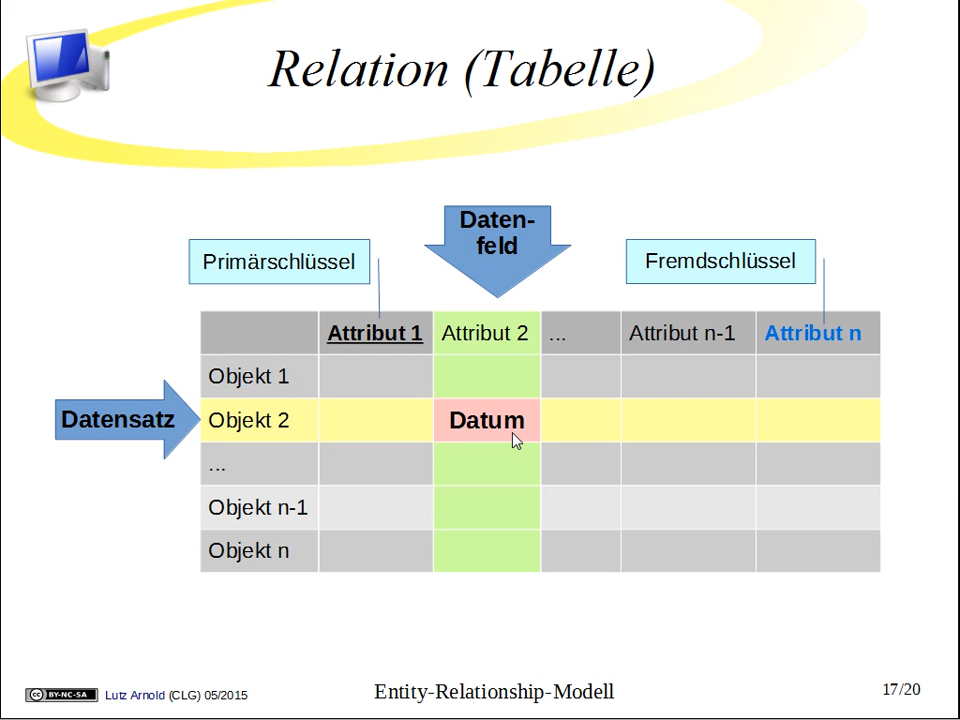 Relation (Tabelle)
Daten-
feld
Primärschlüssel
Fremdschlüssel
Attribut 1 Attribut 2 ... Attribut n-1 Attribut n
Objekt 1
Datensatz Objekt 2 Datum
...
Objekt n-1
Objekt n
cc BY-NC-SA Lutz Arnold (CLG) 05/2015 Entity-Relationship-Modell 17/20